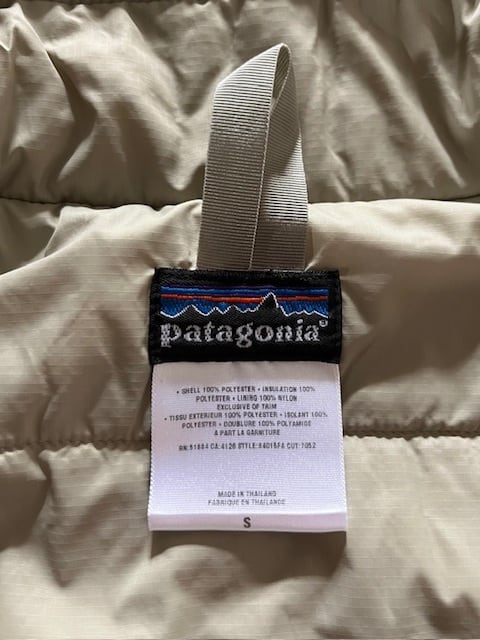 patagonia®
• SHELL 100% POLYESTER • INSULATION 100%
POLYESTER • LINING 100% NYLON
EXCLUSIVE OF TRIM
• TISSU EXTERIEUR 100% POLYESTER • ISOLANT 100%
POLYESTER • DOUBLURE 100% POLYAMIDE
A PART LA GARNITURE
RN: 51884 CA: 4126 STYLE: 84015FA CUT: 7052
MADE IN THAILAND
FABRIQUE EN THAILANDE
S